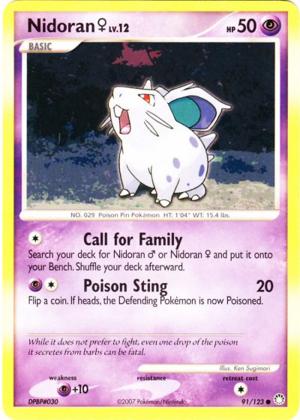 Nidoran♀ LV.12 HP 50
BASIC
NO. 029 Poison Pin Pokémon HT. 1'04" WT. 15.4 lbs.
Call for Family
Search your deck for Nidoran ♂ or Nidoran ♀ and put it onto
your Bench. Shuffle your deck afterward.
Poison Sting 20
Flip a coin. If heads, the Defending Pokémon is now Poisoned.
Illus. Ken Sugimori
While it does not prefer to fight, even one drop of the poison
it secretes from barbs can be fatal.
weakness resistance retreat cost
+10
DPBP#030 ©2007 Pokémon/Nintendo 91/123